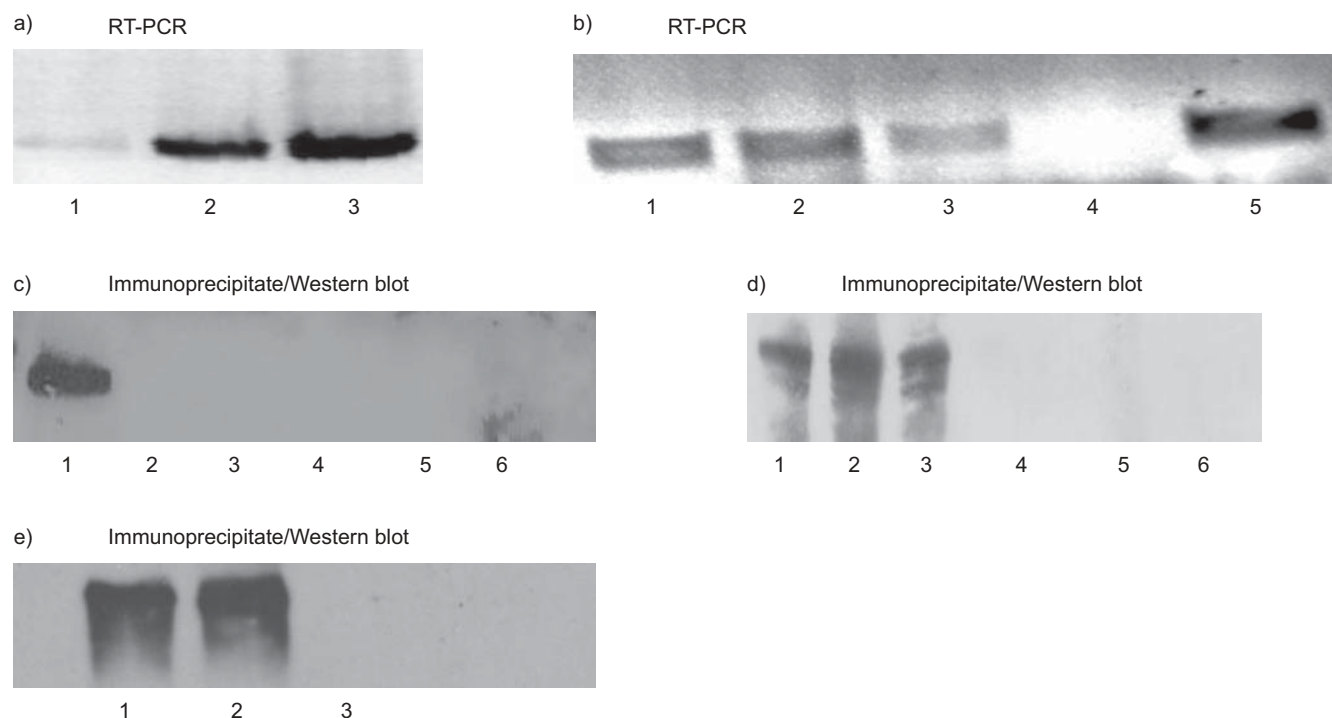 a) RT-PCR
b) RT-PCR
1 2 3
1 2 3 4 5
c) Immunoprecipitate/Western blot
d) Immunoprecipitate/Western blot
1 2 3 4 5 6
1 2 3 4 5 6
e) Immunoprecipitate/Western blot
1 2 3